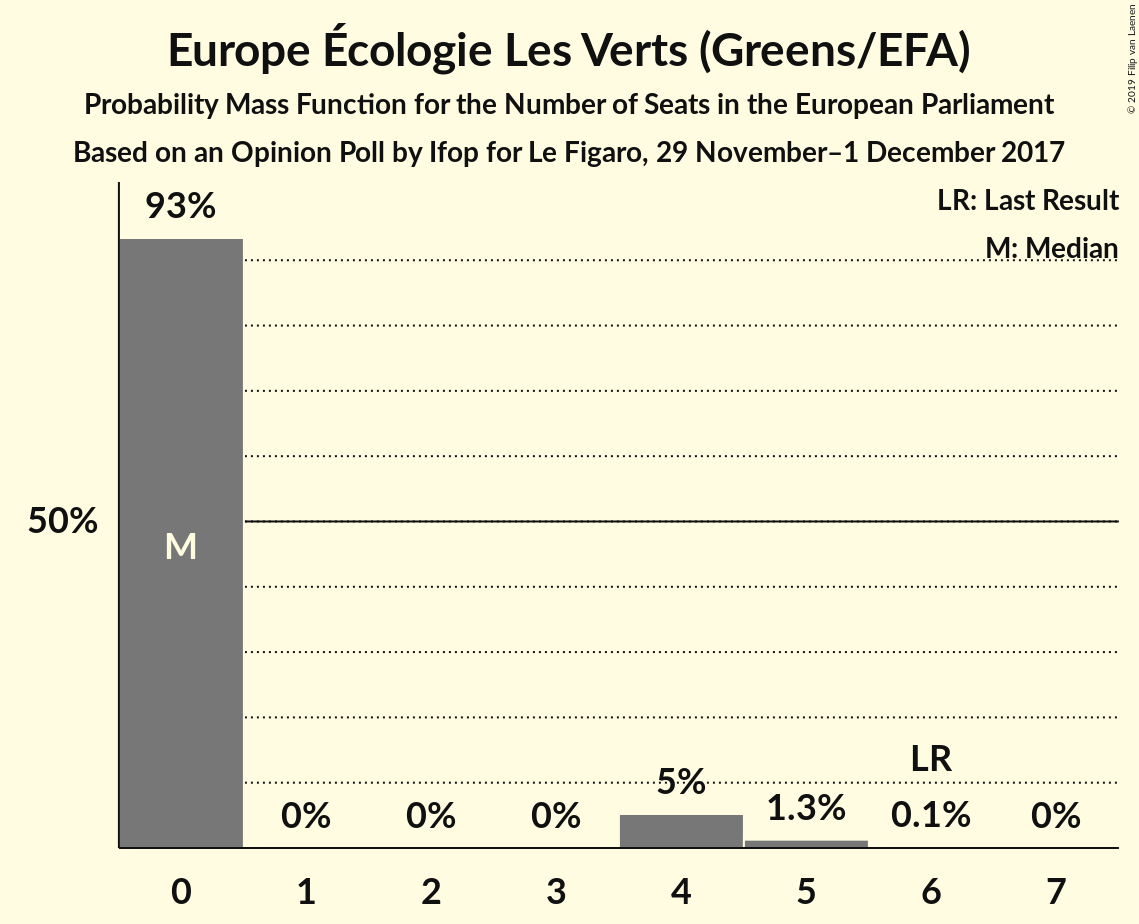 Europe Écologie Les Verts (Greens/EFA)
Probability Mass Function for the Number of Seats in the European Parliament
Based on an Opinion Poll by Ifop for Le Figaro, 29 November–1 December 2017
© 2019 Filip van Laenen
LR: Last Result
M: Median
93%
50%
M
LR
0%
0%
0%
5%
1.3%
0.1%
0%
0 1 2 3 4 5 6 7